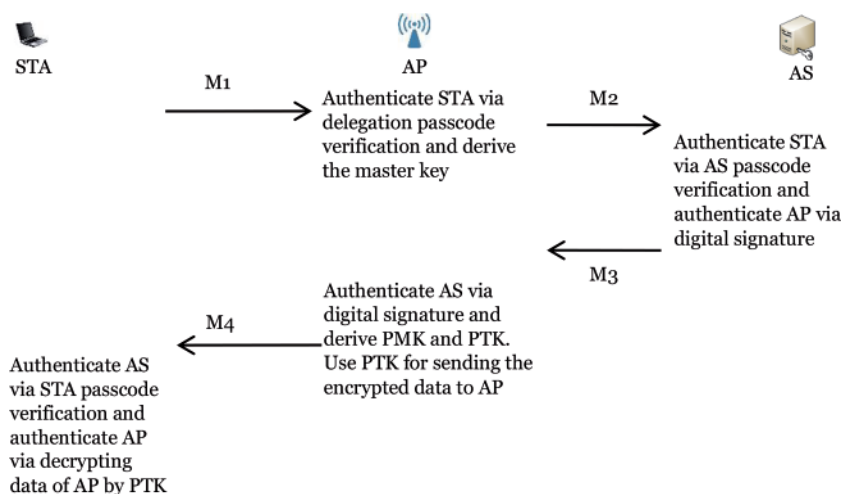 STA
AP
AS
M1
Authenticate STA via
delegation passcode
verification and derive
the master key
M2
Authenticate STA
via AS passcode
verification and
authenticate AP via
digital signature
M3
Authenticate AS via
digital signature and
derive PMK and PTK.
Use PTK for sending the
encrypted data to AP
M4
Authenticate AS
via STA passcode
verification and
authenticate AP
via decrypting
data of AP by PTK